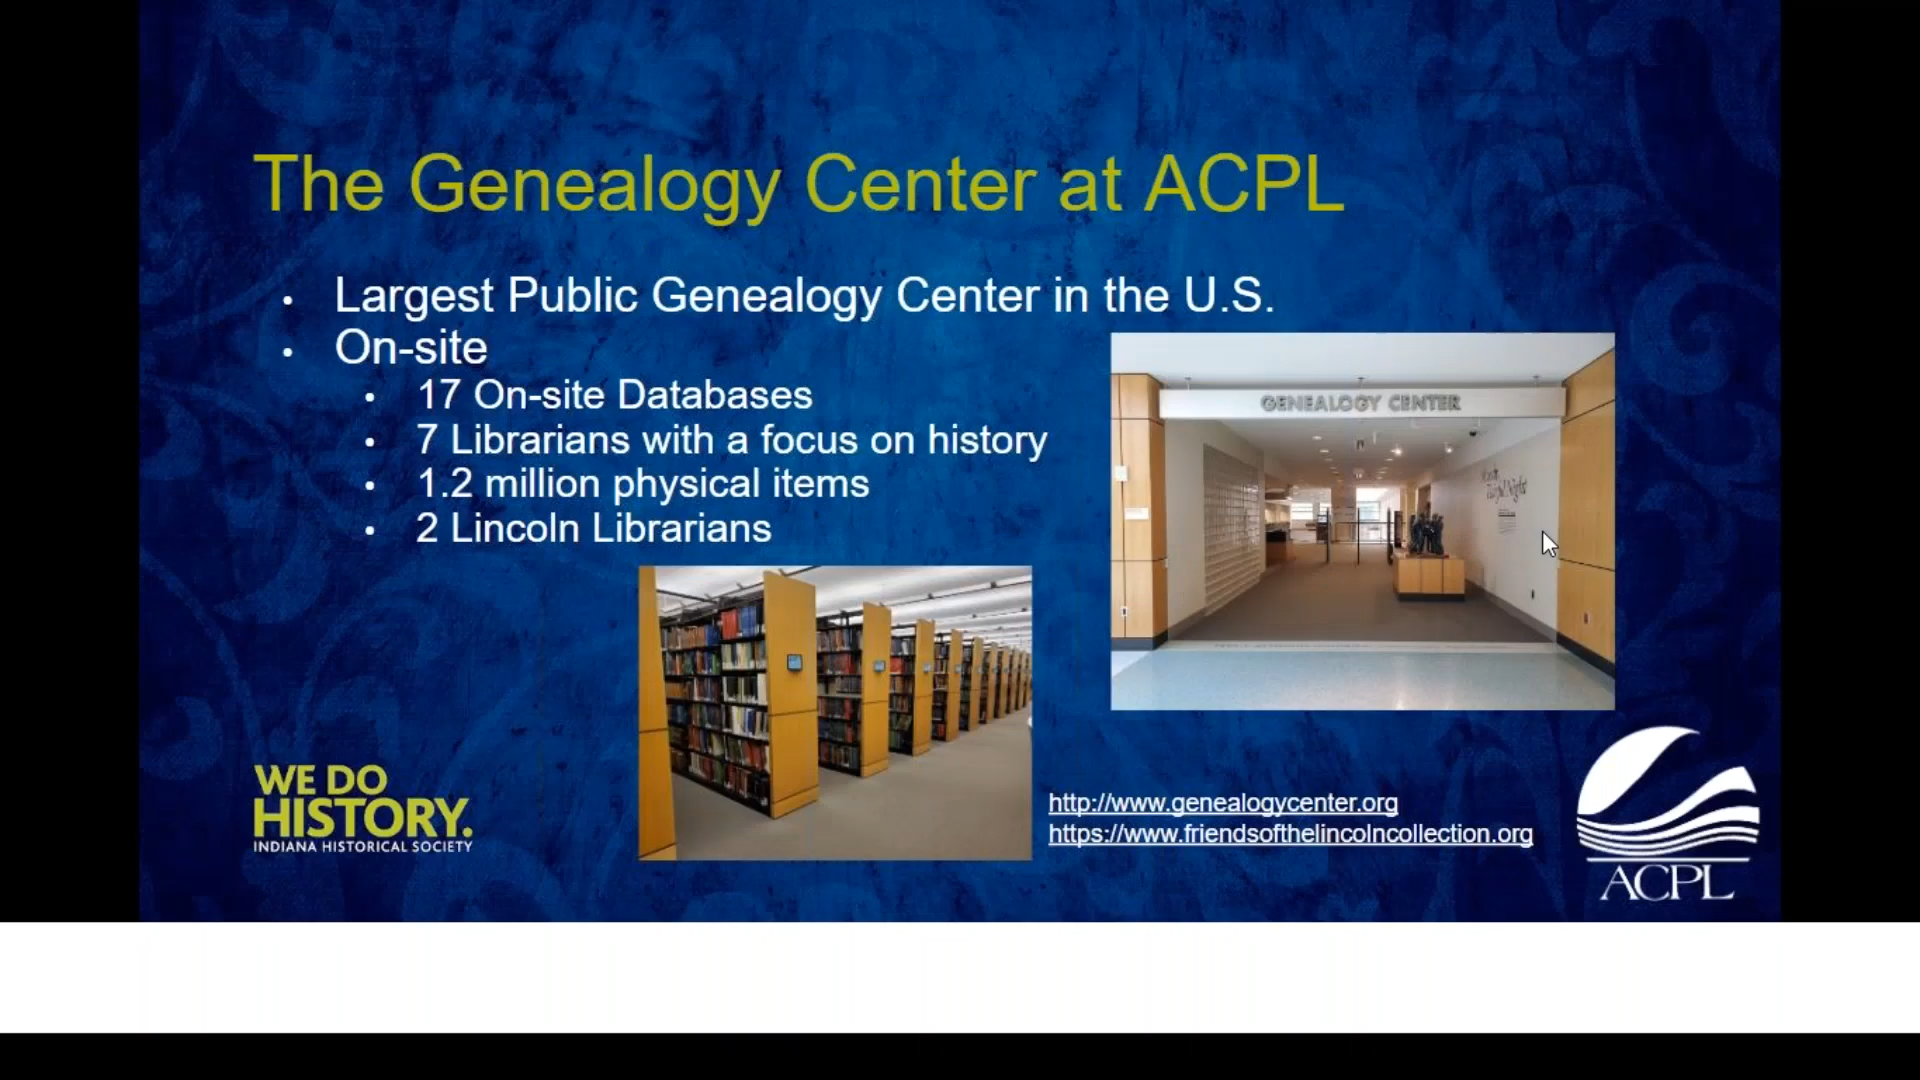 The Genealogy Center at ACPL
• Largest Public Genealogy Center in the U.S.
• On-site
• 17 On-site Databases
• 7 Librarians with a focus on history
• 1.2 million physical items
• 2 Lincoln Librarians
GENEALOGY CENTER
WE DO
HISTORY.
INDIANA HISTORICAL SOCIETY
http://www.genealogycenter.org
https://www.friendsofthelincolncollection.org
ACPL